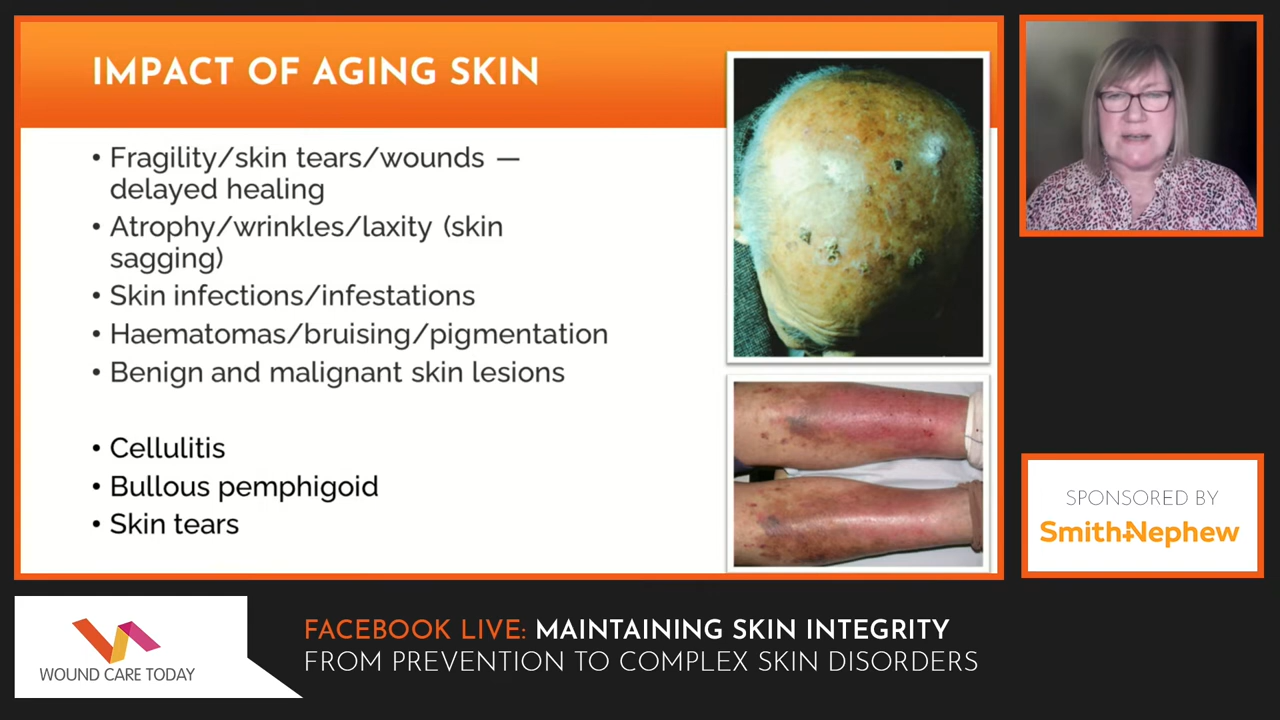 IMPACT OF AGING SKIN
• Fragility/skin tears/wounds —
delayed healing
• Atrophy/wrinkles/laxity (skin
sagging)
• Skin infections/infestations
• Haematomas/bruising/pigmentation
• Benign and malignant skin lesions
• Cellulitis
• Bullous pemphigoid
• Skin tears
SPONSORED BY
Smith+Nephew
WOUND CARE TODAY
FACEBOOK LIVE: MAINTAINING SKIN INTEGRITY
FROM PREVENTION TO COMPLEX SKIN DISORDERS